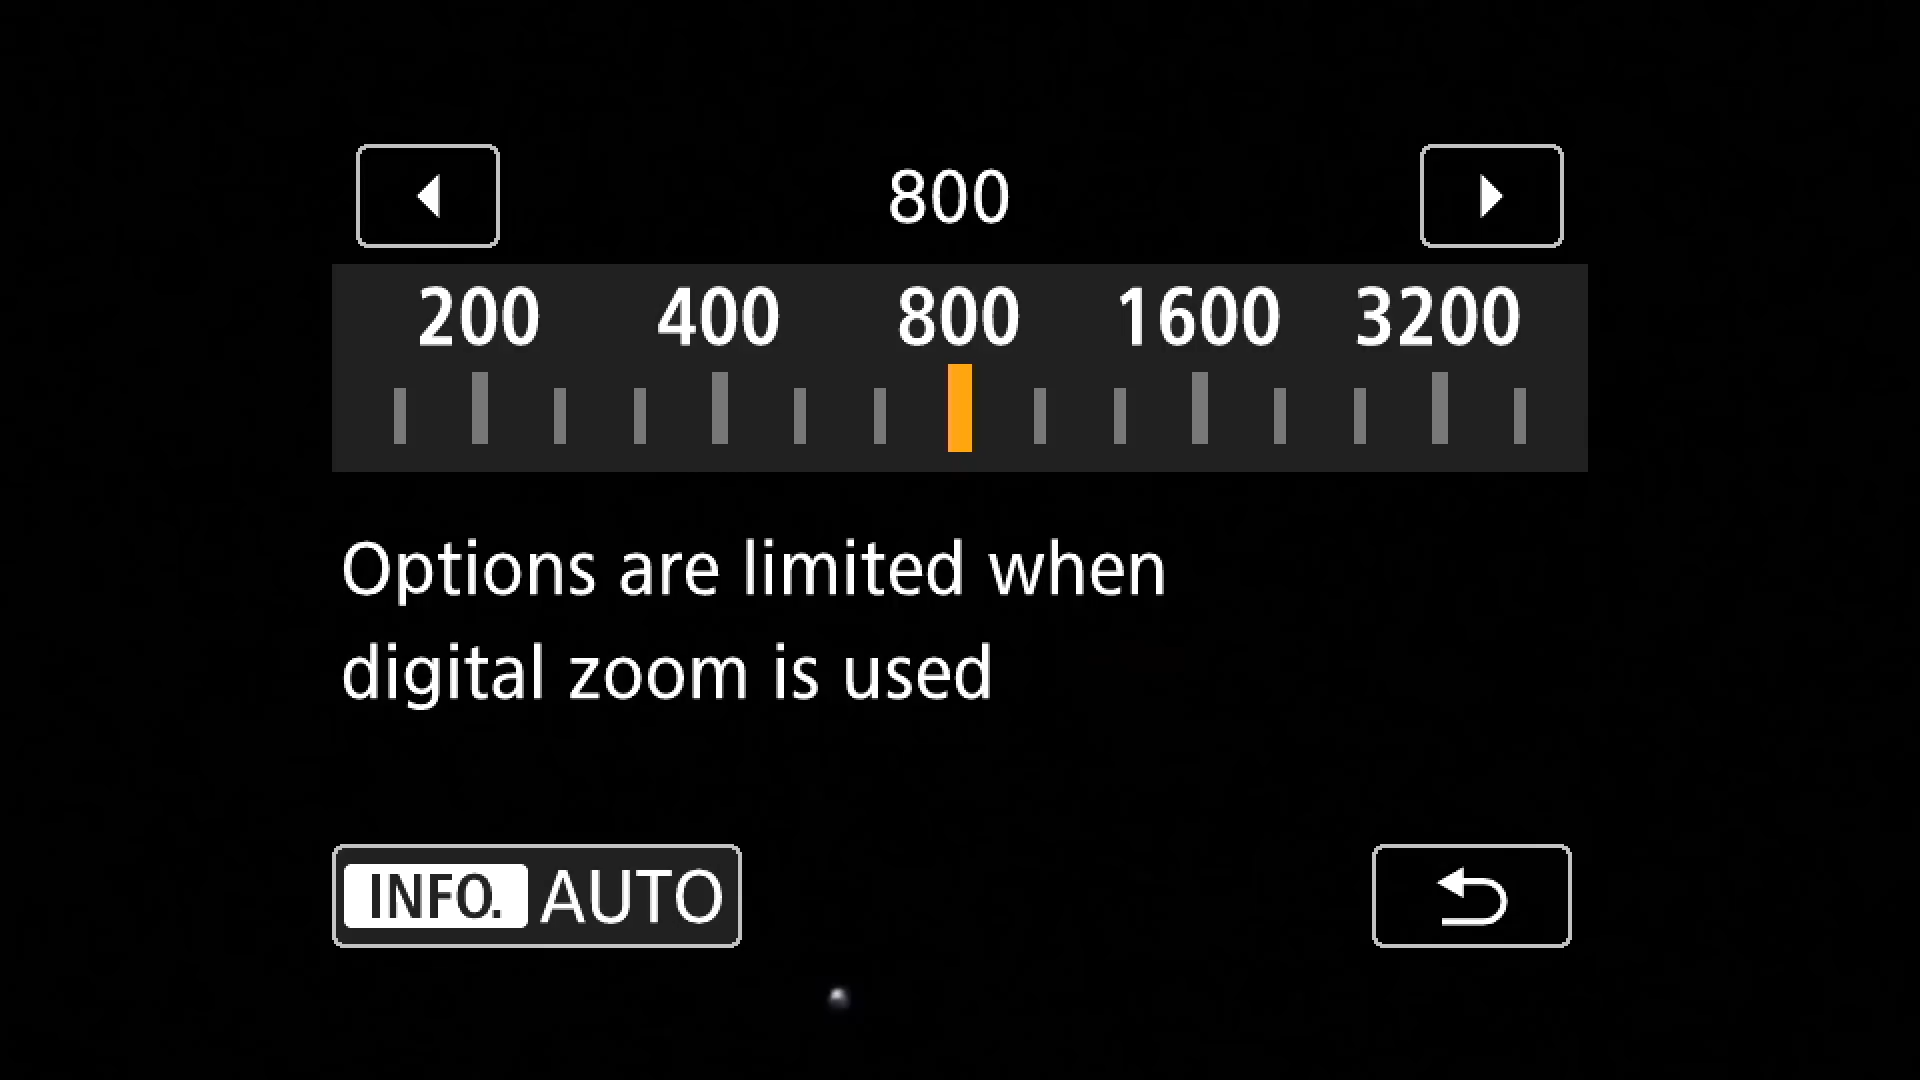 800
200 400 800 1600 3200
Options are limited when
digital zoom is used
INFO. AUTO